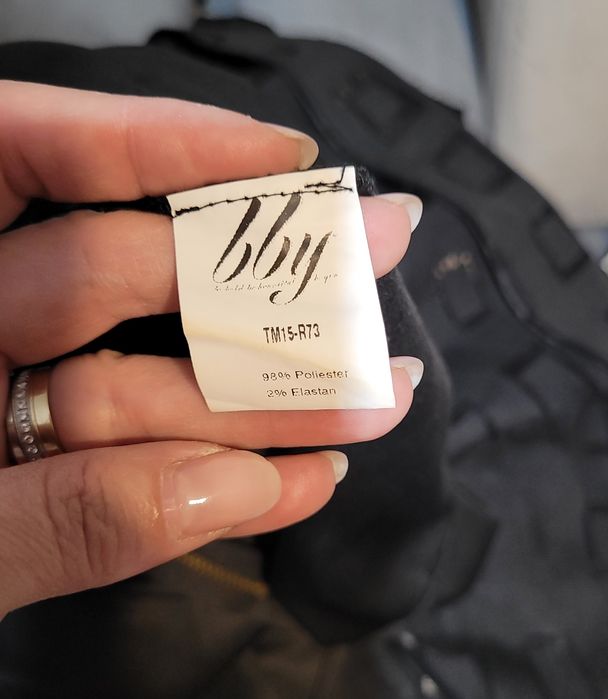 bby
TM15-R73
98% Poliester
2% Elastan